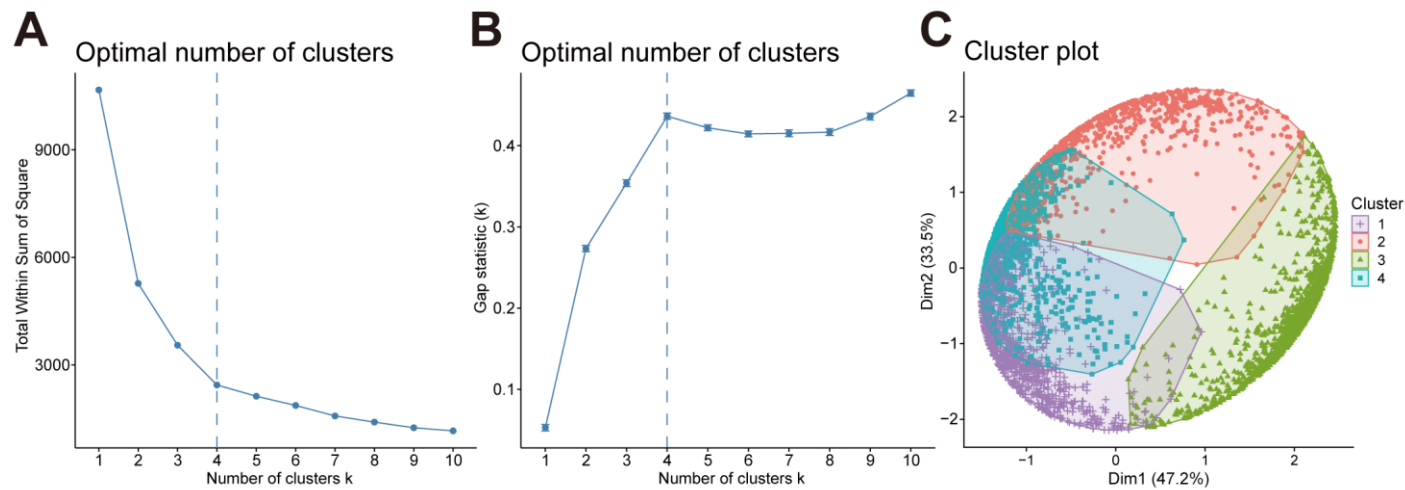 A
Optimal number of clusters
Total Within Sum of Square
9000
6000
3000
1 2 3 4 5 6 7 8 9 10
Number of clusters k
B
Optimal number of clusters
Gap statistic (k)
0.4
0.3
0.2
0.1
1 2 3 4 5 6 7 8 9 10
Number of clusters k
C
Cluster plot
Dim2 (33.5%)
2
1
0
−1
−2
−1 0 1 2
Dim1 (47.2%)
Cluster
1
2
3
4